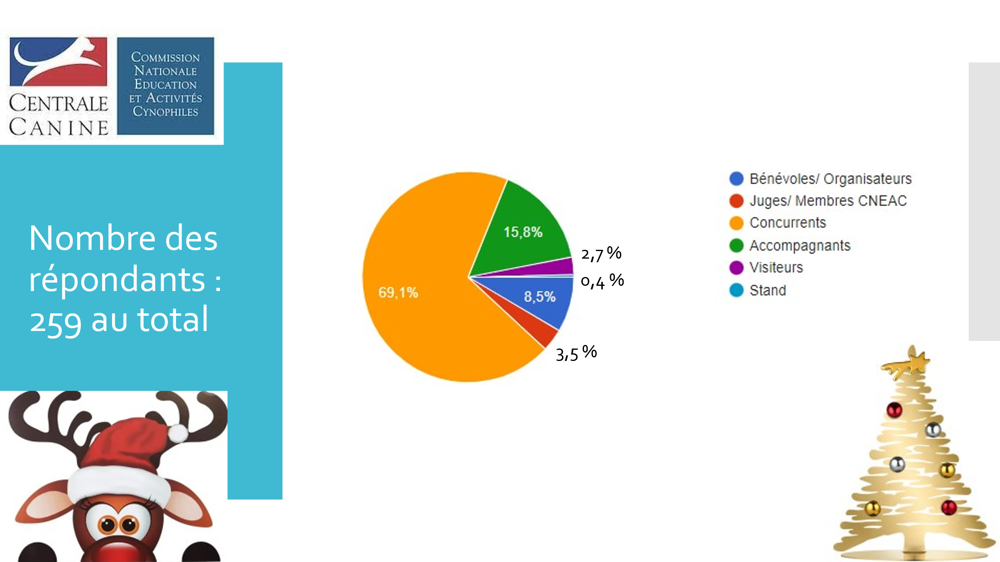 CENTRALE
CANINE
COMMISSION
NATIONALE
EDUCATION
ET ACTIVITÉS
CYNOPHILES
Nombre des
répondants :
259 au total
15,8%
2,7 %
0,4 %
69,1%
8,5%
3,5 %
Bénévoles/ Organisateurs
Juges/ Membres CNEAC
Concurrents
Accompagnants
Visiteurs
Stand